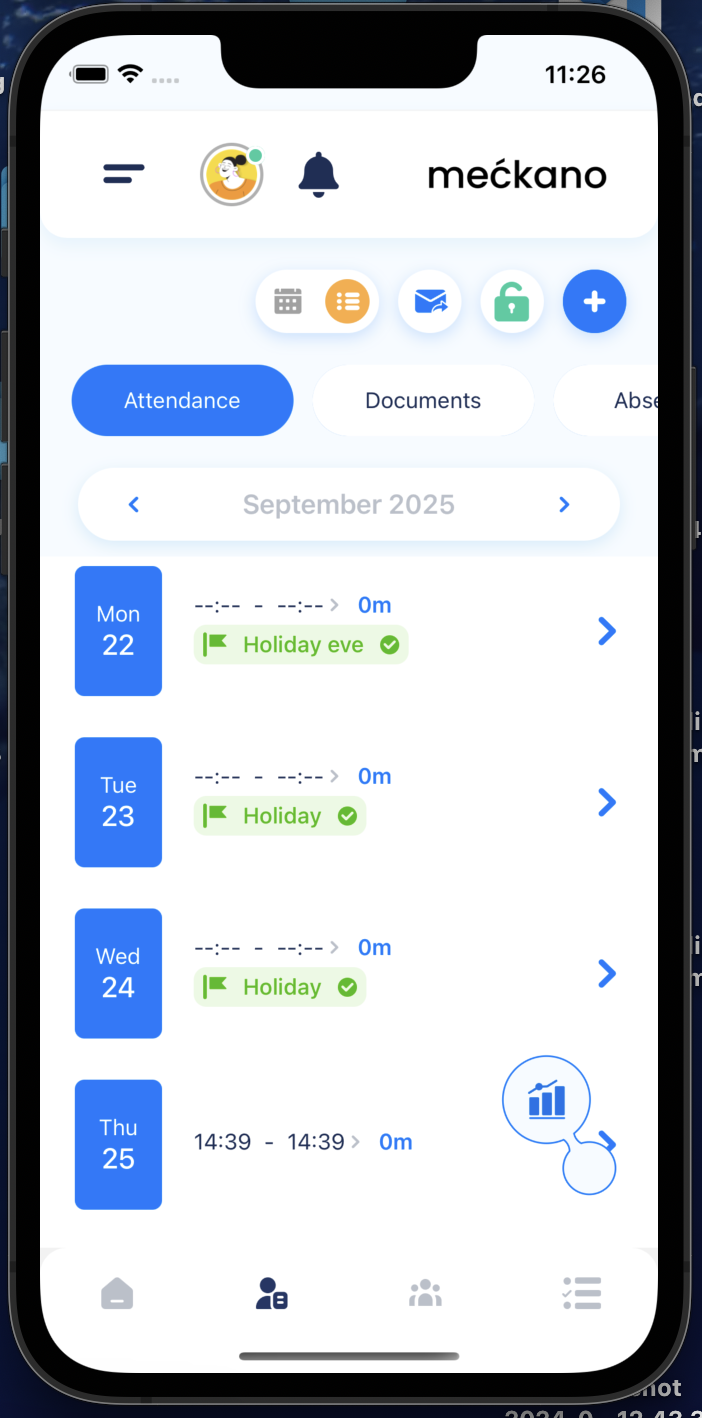 11:26
mećkano
Attendance
Documents
Abse
September 2025
Mon
22
--:-- - --:-- 0m
Holiday eve
Tue
23
--:-- - --:-- 0m
Holiday
Wed
24
--:-- - --:-- 0m
Holiday
Thu
25
14:39 - 14:39 0m